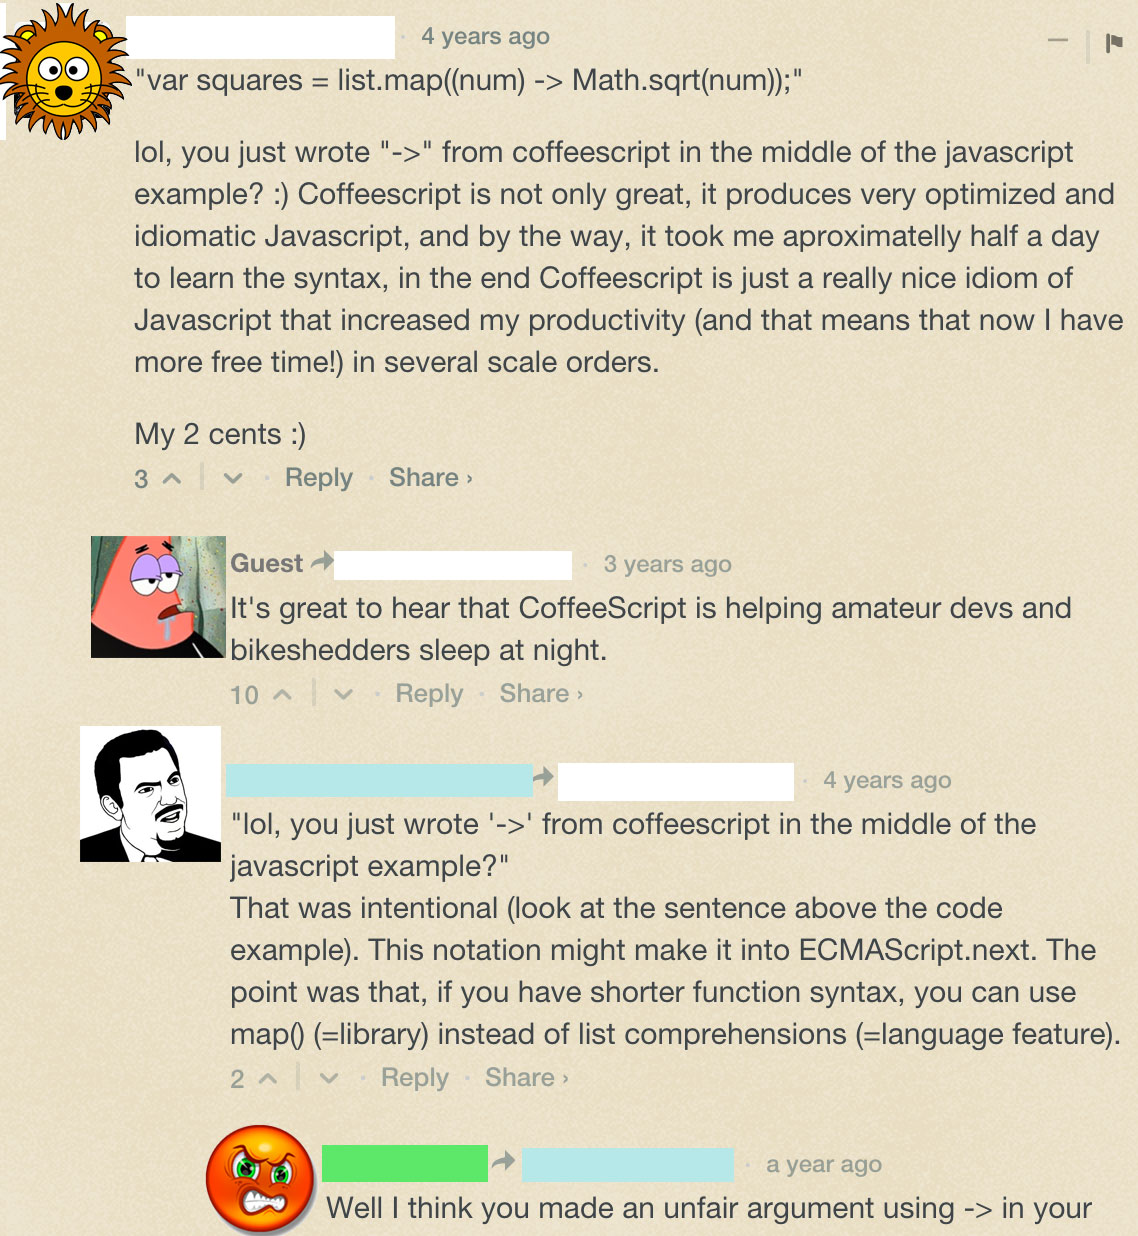 4 years ago
"var squares = list.map((num) -> Math.sqrt(num));"
lol, you just wrote "->" from coffeescript in the middle of the javascript
example? :) Coffeescript is not only great, it produces very optimized and
idiomatic Javascript, and by the way, it took me aproximatelly half a day
to learn the syntax, in the end Coffeescript is just a really nice idiom of
Javascript that increased my productivity (and that means that now I have
more free time!) in several scale orders.
My 2 cents :)
3 Reply · Share ›
Guest · 3 years ago
It's great to hear that CoffeeScript is helping amateur devs and
bikeshedders sleep at night.
10 Reply · Share ›
4 years ago
"lol, you just wrote '->' from coffeescript in the middle of the
javascript example?"
That was intentional (look at the sentence above the code
example). This notation might make it into ECMAScript.next. The
point was that, if you have shorter function syntax, you can use
map() (=library) instead of list comprehensions (=language feature).
2 Reply · Share ›
a year ago
Well I think you made an unfair argument using -> in your